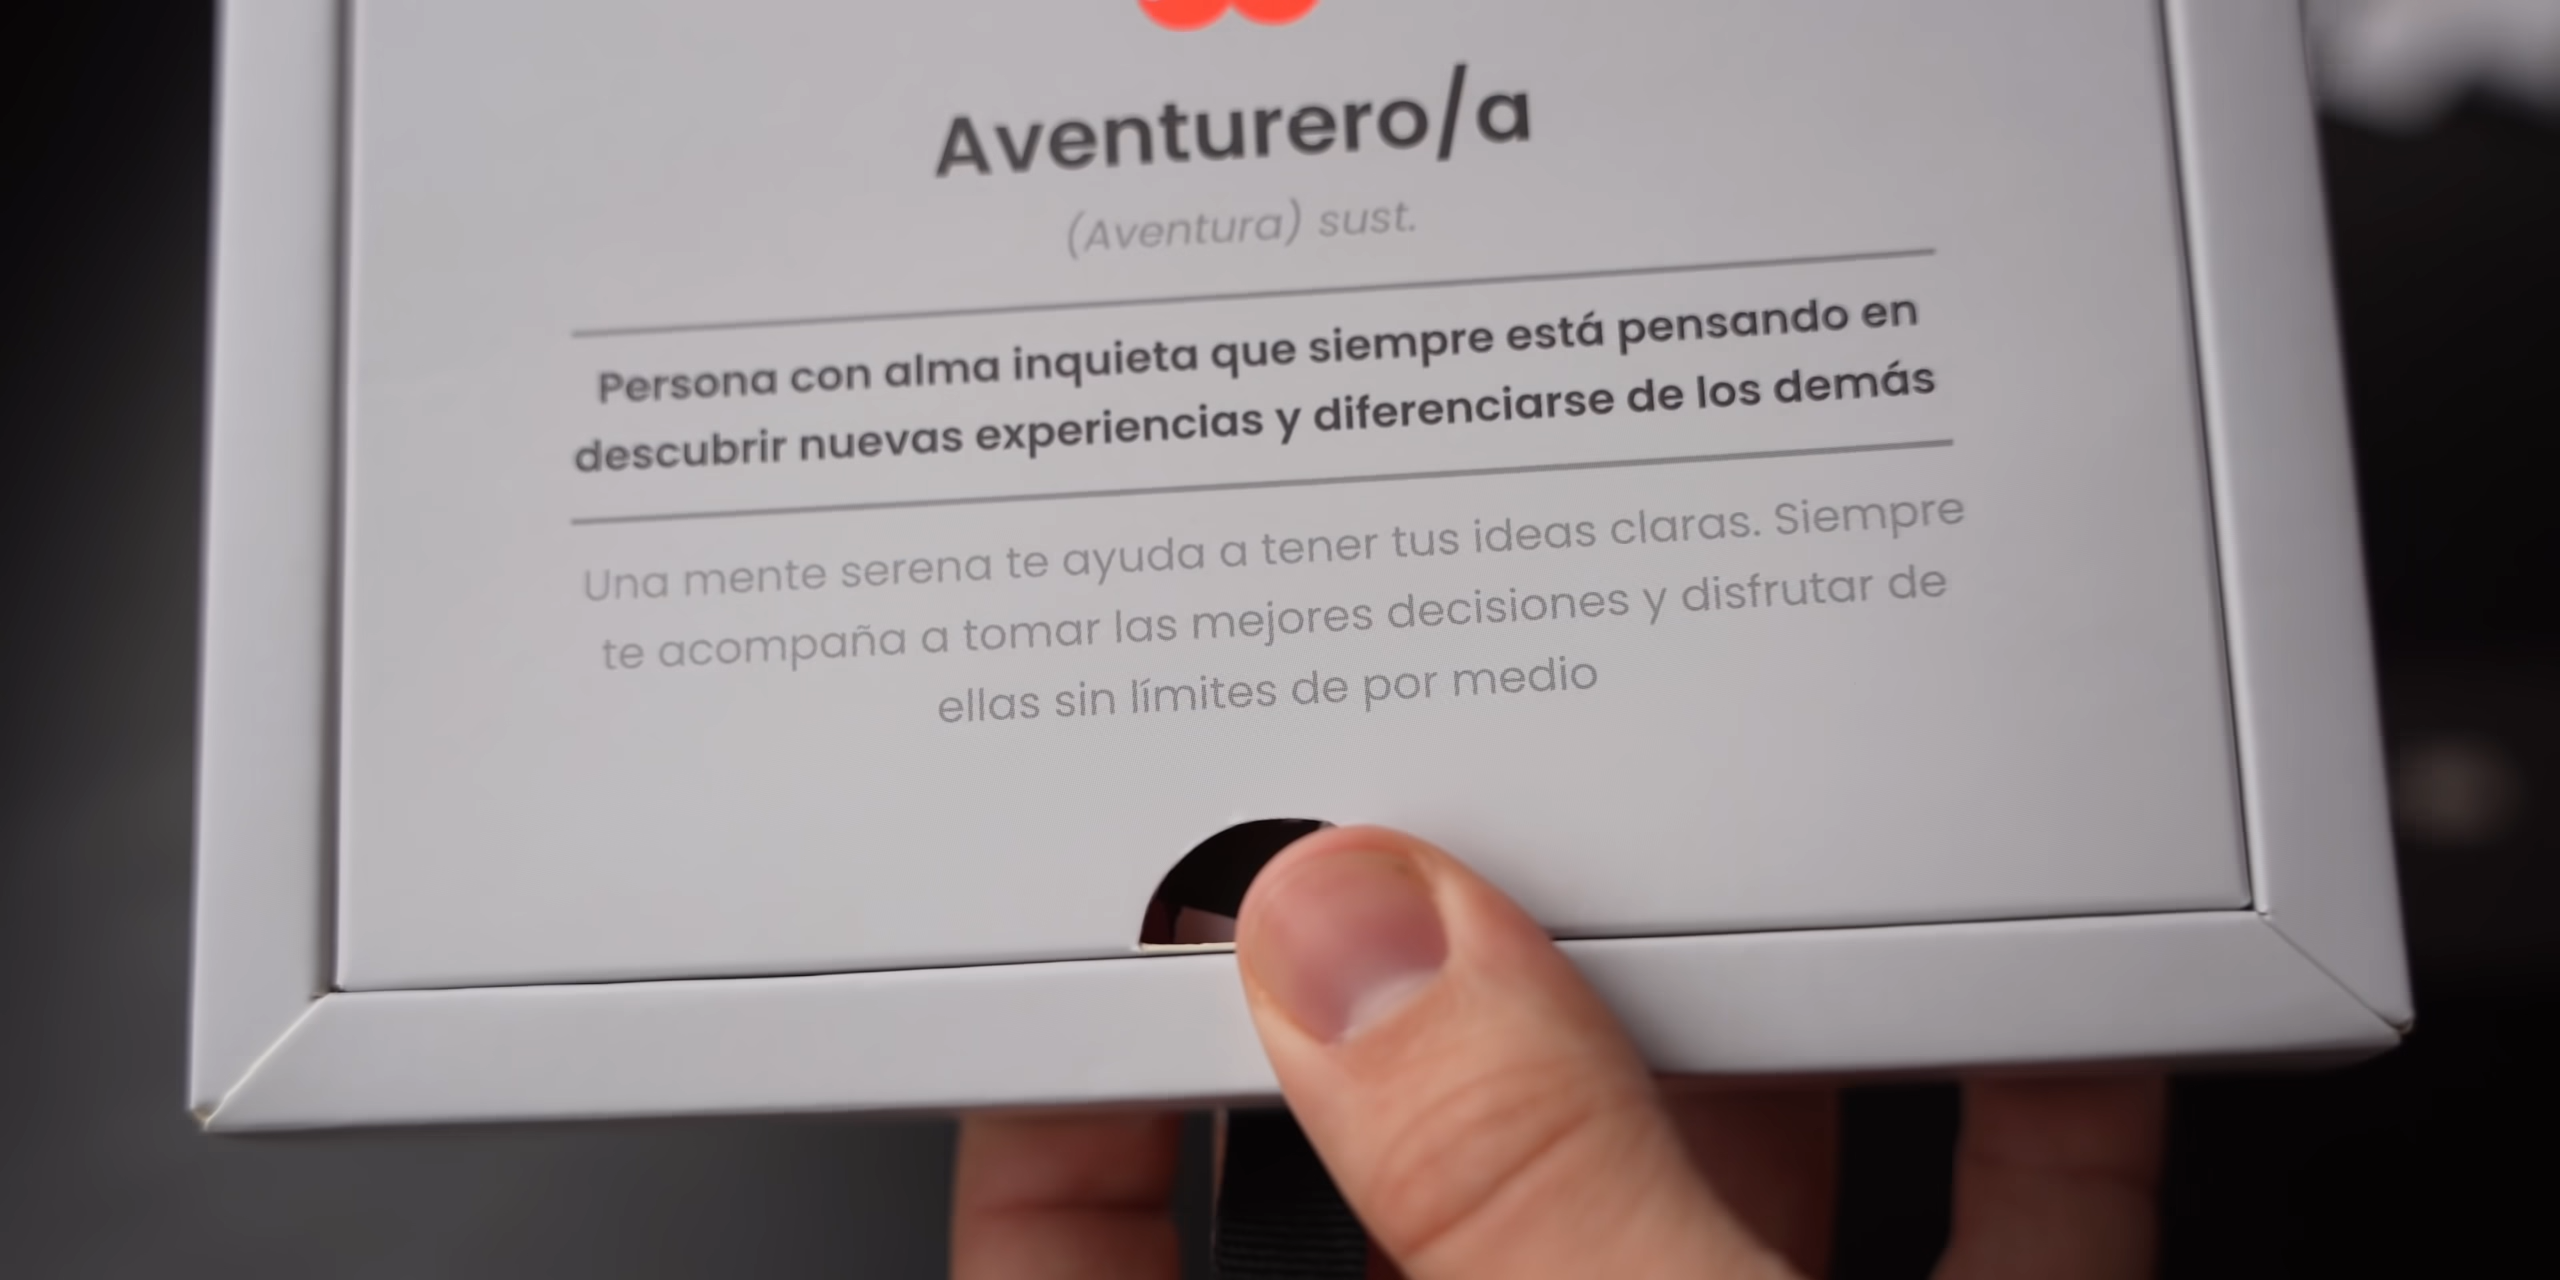 Aventurero/a
(Aventura) sust.
Persona con alma inquieta que siempre está pensando en
descubrir nuevas experiencias y diferenciarse de los demás
Una mente serena te ayuda a tener tus ideas claras. Siempre
te acompaña a tomar las mejores decisiones y disfrutar de
ellas sin límites de por medio